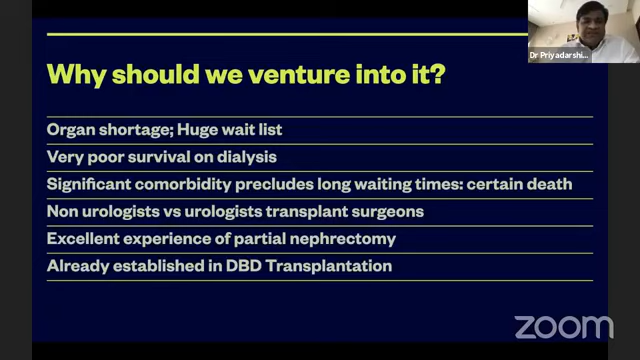 Dr Priyadarshi...
Why should we venture into it?
Organ shortage; Huge wait list
Very poor survival on dialysis
Significant comorbidity precludes long waiting times: certain death
Non urologists vs urologists transplant surgeons
Excellent experience of partial nephrectomy
Already established in DBD Transplantation
zoom